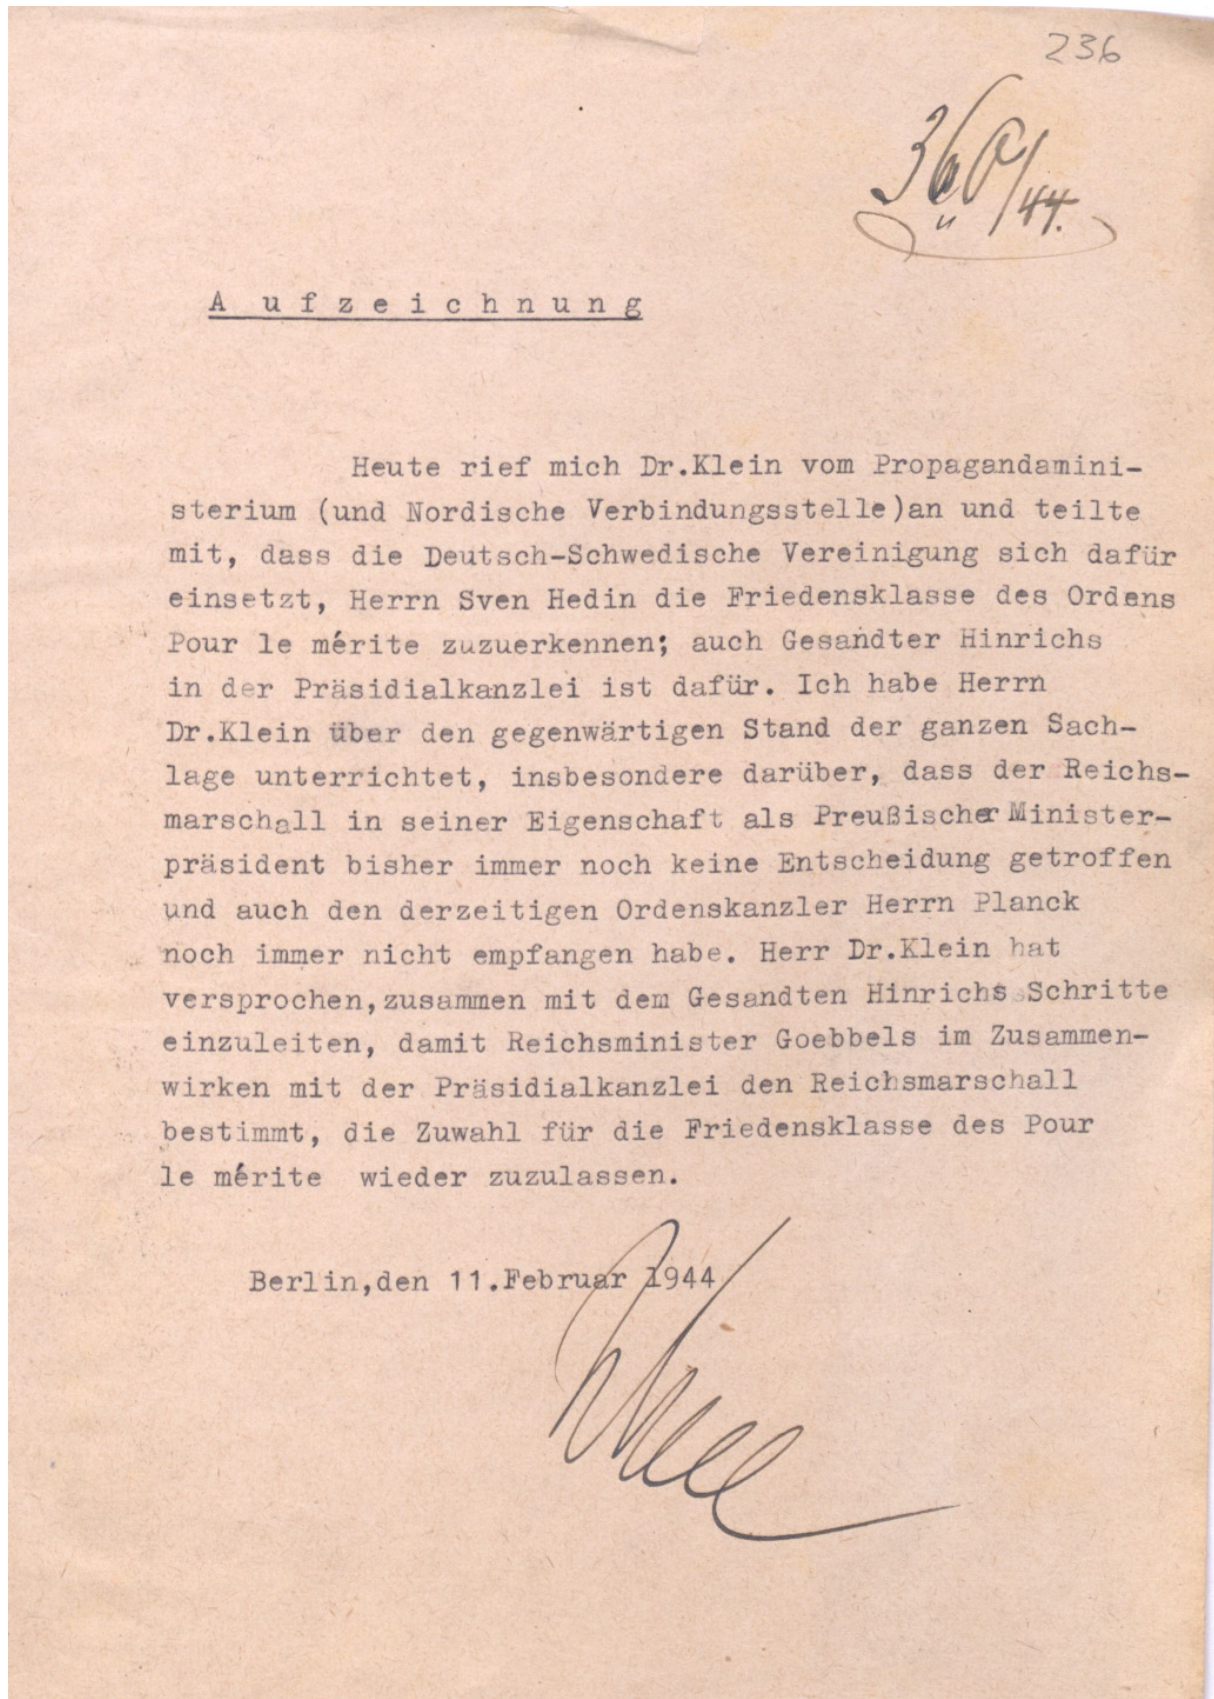 236
360/44.
Aufzeichnung
Heute rief mich Dr.Klein vom Propagandamini-
sterium (und Nordische Verbindungsstelle)an und teilte
mit, dass die Deutsch-Schwedische Vereinigung sich dafür
einsetzt, Herrn Sven Hedin die Friedensklasse des Ordens
Pour le mérite zuzuerkennen; auch Gesandter Hinrichs
in der Präsidialkanzlei ist dafür. Ich habe Herrn
Dr.Klein über den gegenwärtigen Stand der ganzen Sach-
lage unterrichtet, insbesondere darüber, dass der Reichs-
marschall in seiner Eigenschaft als Preußischer Minister-
präsident bisher immer noch keine Entscheidung getroffen
und auch den derzeitigen Ordenskanzler Herrn Planck
noch immer nicht empfangen habe. Herr Dr.Klein hat
versprochen,zusammen mit dem Gesandten Hinrichs Schritte
einzuleiten, damit Reichsminister Goebbels im Zusammen-
wirken mit der Präsidialkanzlei den Reichsmarschall
bestimmt, die Zuwahl für die Friedensklasse des Pour
le mérite wieder zuzulassen.
Berlin,den 11.Februar 1944